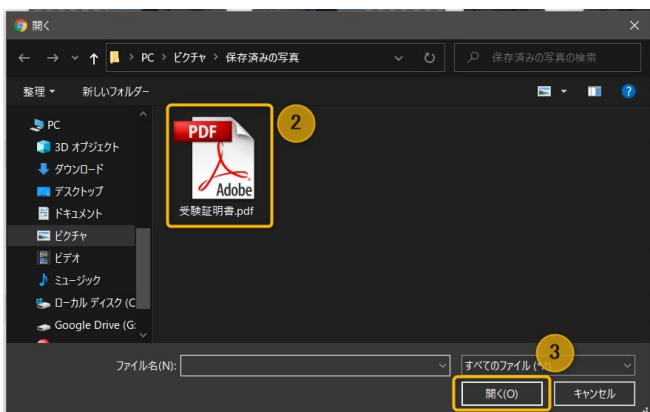 開く
PC > ピクチャ > 保存済みの写真
保存済みの写真の検索
整理
新しいフォルダー
PC
3D オブジェクト
ダウンロード
デスクトップ
ドキュメント
ピクチャ
ビデオ
ミュージック
ローカル ディスク (C
Google Drive (G:
PDF
Adobe
受験証明書.pdf
2
ファイル名(N):
すべてのファイル
3
開く(O)
キャンセル